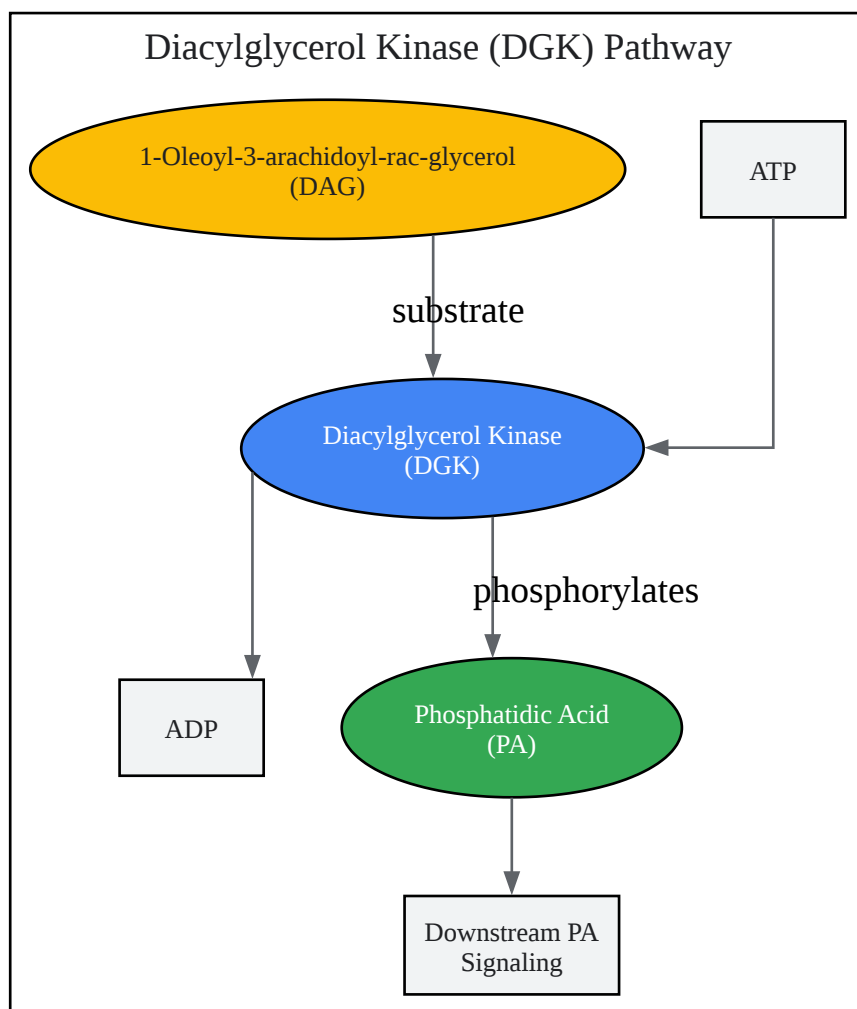 Diacylglycerol Kinase (DGK) Pathway
1-Oleoyl-3-arachidoyl-rac-glycerol
(DAG)
ATP
substrate
Diacylglycerol Kinase
(DGK)
phosphorylates
ADP
Phosphatidic Acid
(PA)
Downstream PA
Signaling